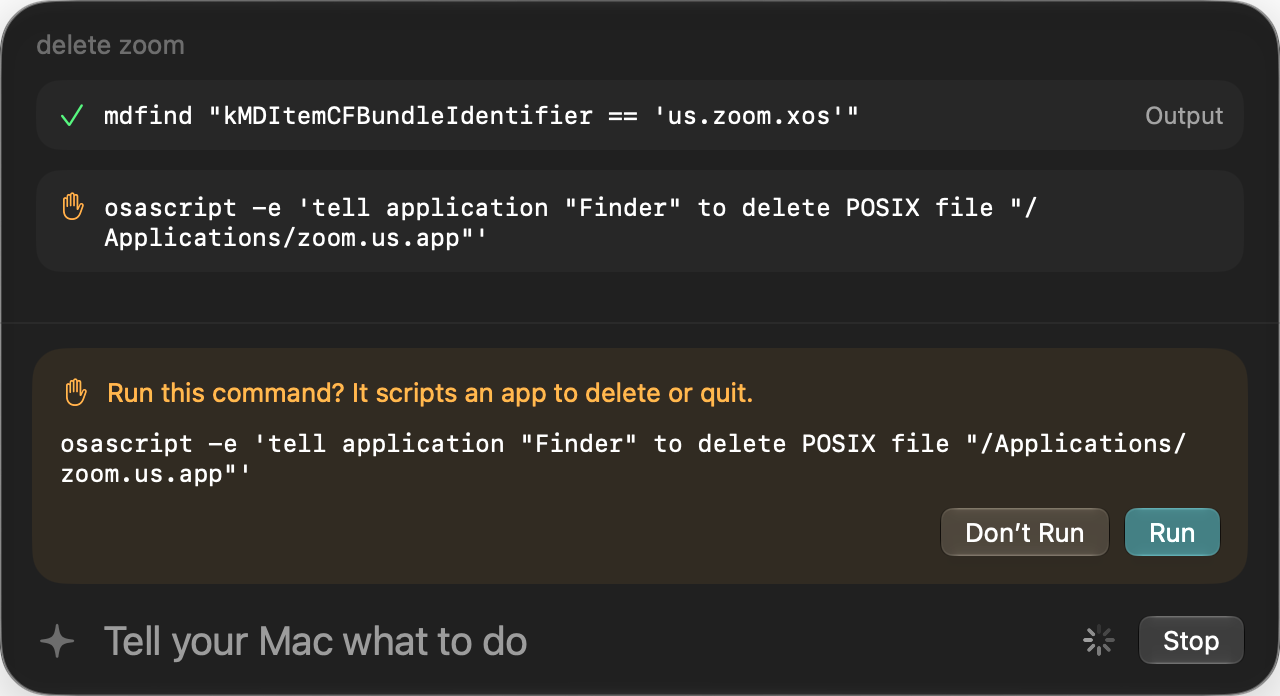 delete zoom
mdfind "kMDItemCFBundleIdentifier == 'us.zoom.xos'"
Output
osascript -e 'tell application "Finder" to delete POSIX file "/
Applications/zoom.us.app"'
Run this command? It scripts an app to delete or quit.
osascript -e 'tell application "Finder" to delete POSIX file "/Applications/
zoom.us.app"'
Don’t Run
Run
Tell your Mac what to do
Stop